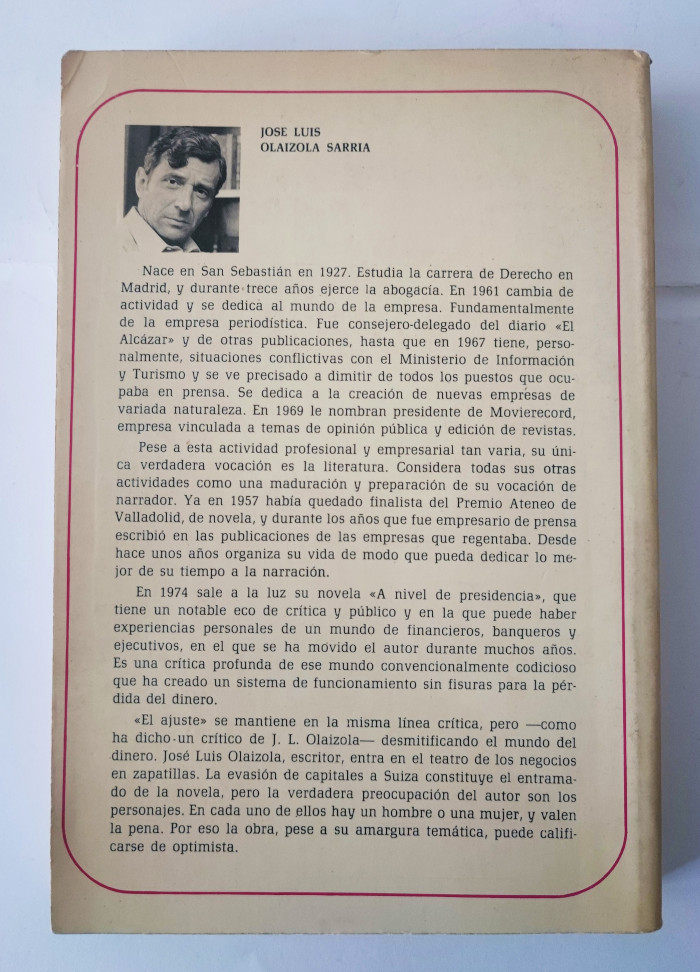 JOSE LUIS
OLAIZOLA SARRIA
Nace en San Sebastián en 1927. Estudia la carrera de Derecho en
Madrid, y durante trece años ejerce la abogacía. En 1961 cambia de
actividad y se dedica al mundo de la empresa. Fundamentalmente
de la empresa periodística. Fue consejero-delegado del diario «El
Alcázar» y de otras publicaciones, hasta que en 1967 tiene, perso-
nalmente, situaciones conflictivas con el Ministerio de Información
y Turismo y se ve precisado a dimitir de todos los puestos que ocu-
paba en prensa. Se dedica a la creación de nuevas empresas de
variada naturaleza. En 1969 le nombran presidente de Movierecord,
empresa vinculada a temas de opinión pública y edición de revistas.
Pese a esta actividad profesional y empresarial tan varia, su úni-
ca verdadera vocación es la literatura. Considera todas sus otras
actividades como una maduración y preparación de su vocación de
narrador. Ya en 1957 había quedado finalista del Premio Ateneo de
Valladolid, de novela, y durante los años que fue empresario de prensa
escribió en las publicaciones de las empresas que regentaba. Desde
hace unos años organiza su vida de modo que pueda dedicar lo me-
jor de su tiempo a la narración.
En 1974 sale a la luz su novela «A nivel de presidencia», que
tiene un notable eco de crítica y público y en la que puede haber
experiencias personales de un mundo de financieros, banqueros y
ejecutivos, en el que se ha movido el autor durante muchos años.
Es una crítica profunda de ese mundo convencionalmente codicioso
que ha creado un sistema de funcionamiento sin fisuras para la pér-
dida del dinero.
«El ajuste» se mantiene en la misma línea crítica, pero —como
ha dicho un crítico de J. L. Olaizola— desmitificando el mundo del
dinero. José Luis Olaizola, escritor, entra en el teatro de los negocios
en zapatillas. La evasión de capitales a Suiza constituye el entrama-
do de la novela, pero la verdadera preocupación del autor son los
personajes. En cada uno de ellos hay un hombre o una mujer, y valen
la pena. Por eso la obra, pese a su amargura temática, puede califi-
carse de optimista.